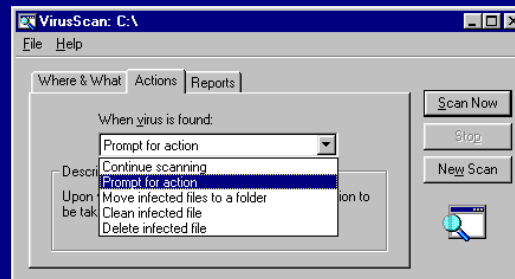 VirusScan: C:\
File Help
Where & What Actions Reports
When virus is found:
Prompt for action
Continue scanning
Prompt for action
Move infected files to a folder
Clean infected file
Delete infected file
Descri
Upon
ion to
be tak
Scan Now
Stop
New Scan